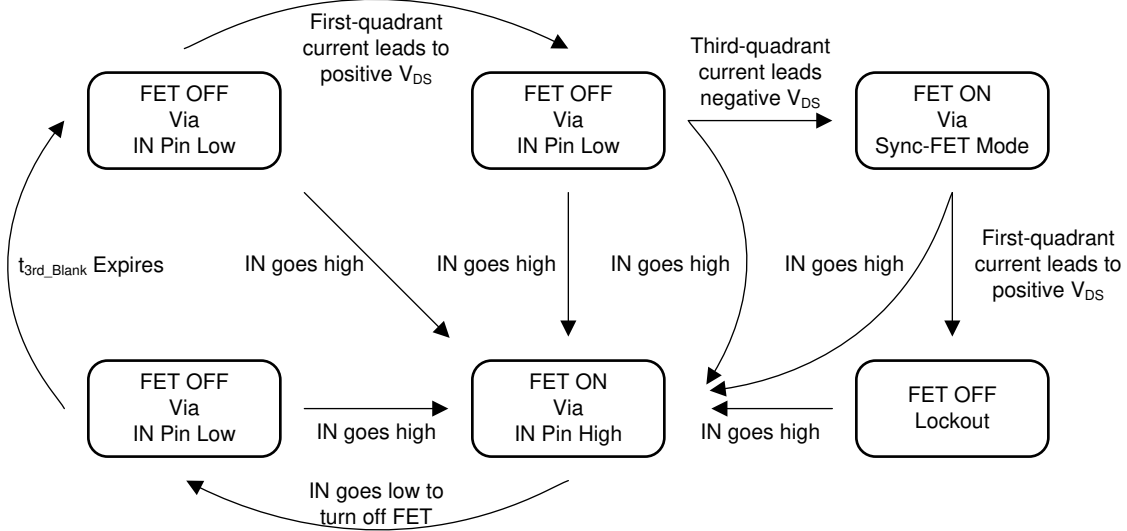 First-quadrant
current leads to
positive VDS
Third-quadrant
current leads
negative VDS
FET OFF
Via
IN Pin Low
FET OFF
Via
IN Pin Low
FET ON
Via
Sync-FET Mode
t3rd_Blank Expires
IN goes high
IN goes high
IN goes high
IN goes high
First-quadrant
current leads to
positive VDS
FET OFF
Via
IN Pin Low
IN goes high
FET ON
Via
IN Pin High
IN goes high
FET OFF
Lockout
IN goes low to
turn off FET